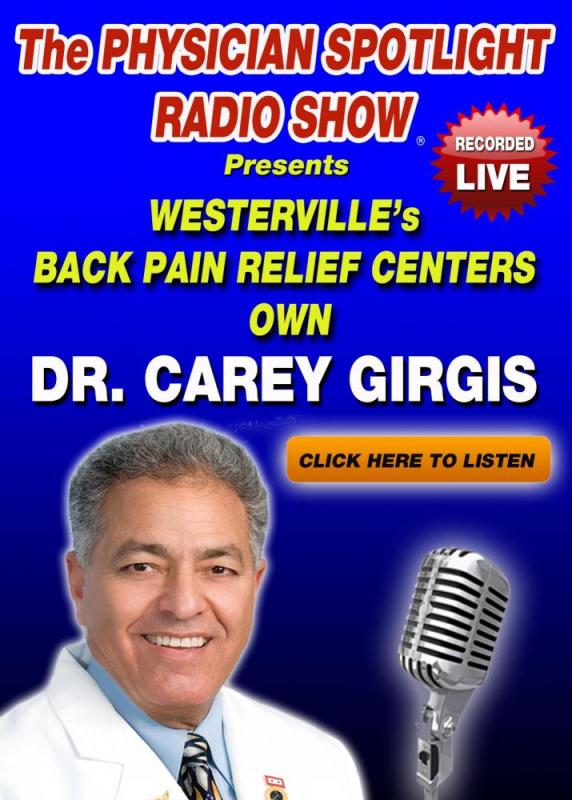 The PHYSICIAN SPOTLIGHT
RADIO SHOW®
Presents
RECORDED
LIVE
WESTERVILLE's
BACK PAIN RELIEF CENTERS
OWN
DR. CAREY GIRGIS
CLICK HERE TO LISTEN